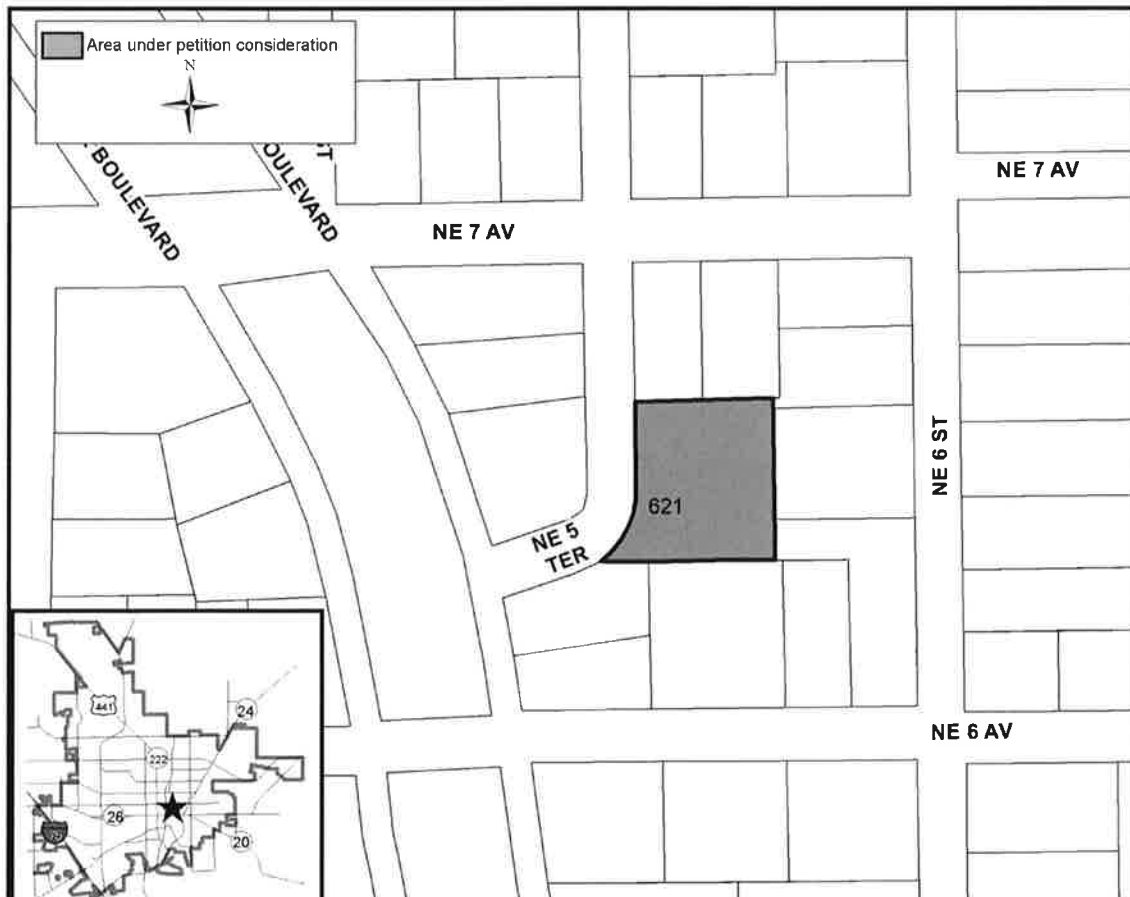 Area under petition consideration
N
ST
BOULEVARD
OULEVARD
NE 7 AV
NE 7 AV
NE 6 ST
621
NE 5
TER
NE 6 AV
441
24
222
26
20